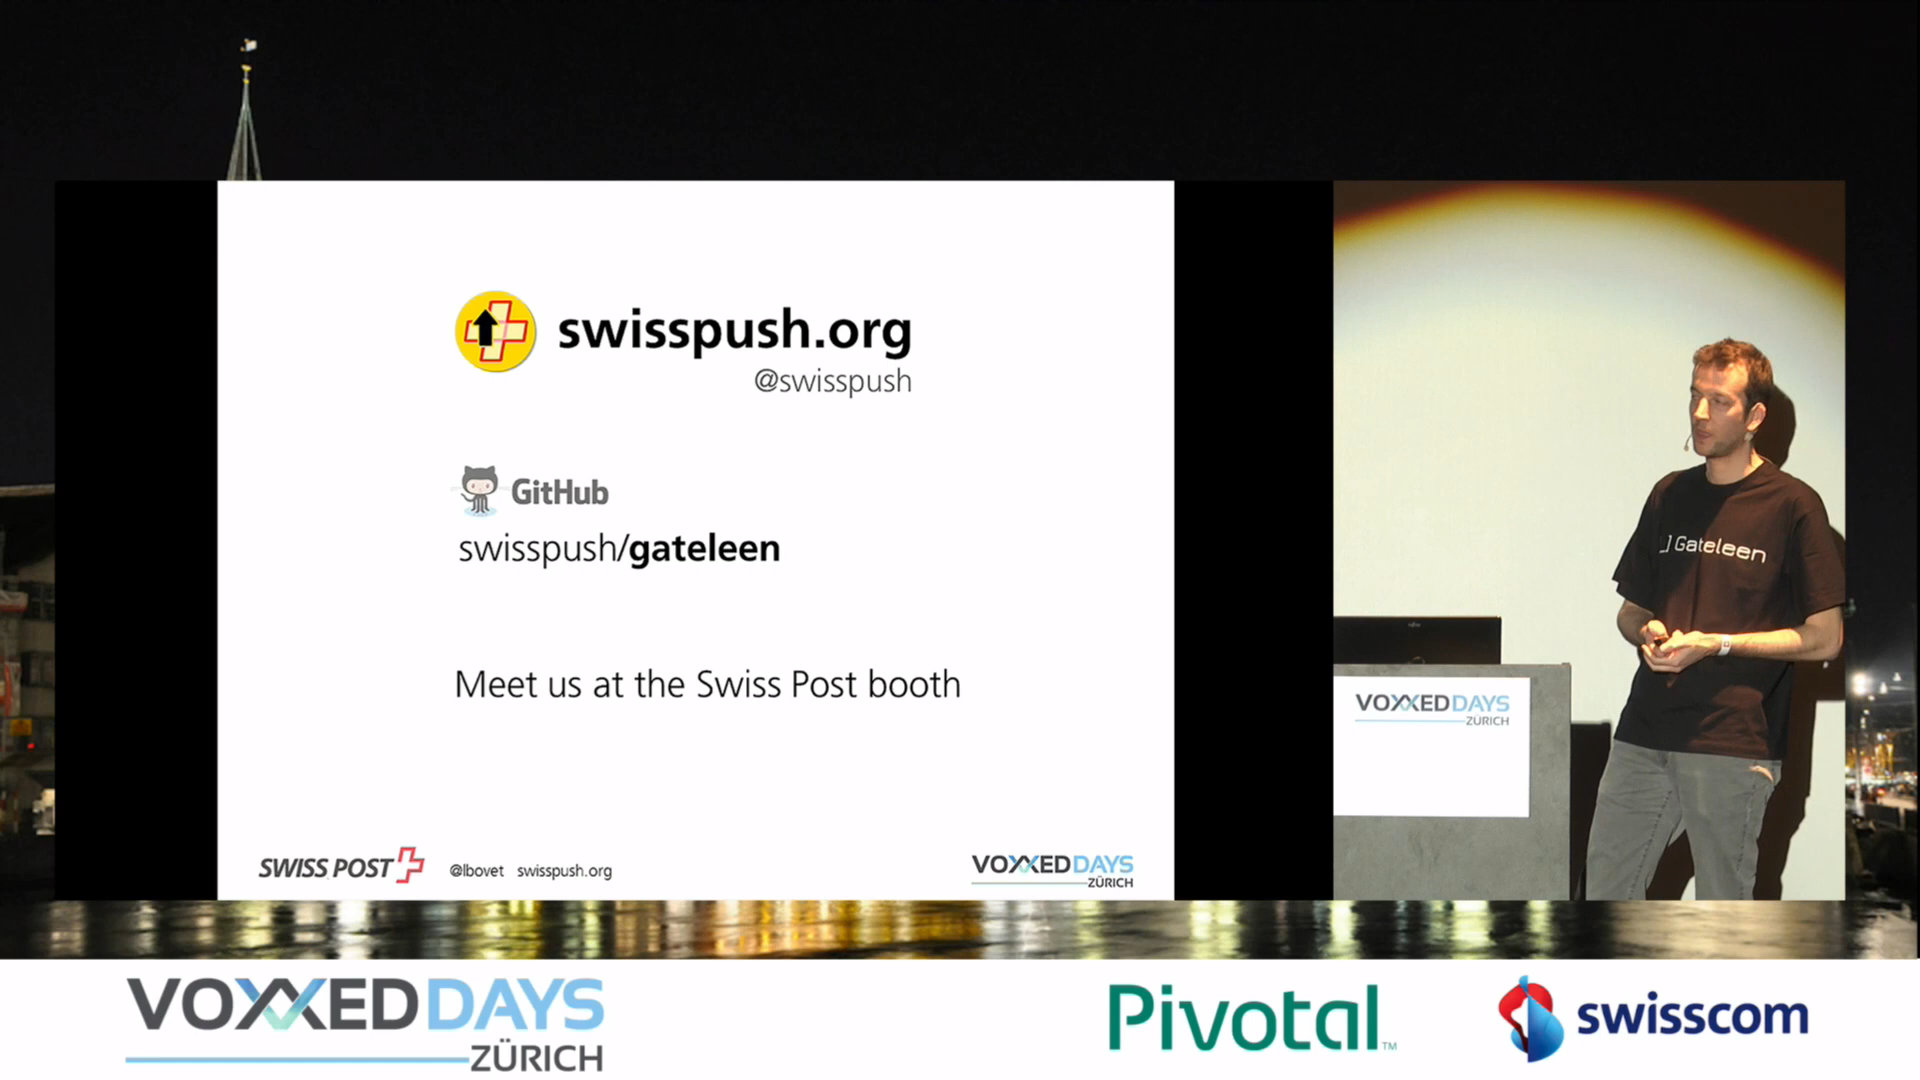 swisspush.org
@swisspush
GitHub
swisspush/gateleen
Meet us at the Swiss Post booth
SWISS POST @lbovet swisspush.org
VOXXED DAYS
ZÜRICH
Gateleen
VOXXED DAYS
ZÜRICH
VOXXED DAYS
ZÜRICH
Pivotal™
swisscom